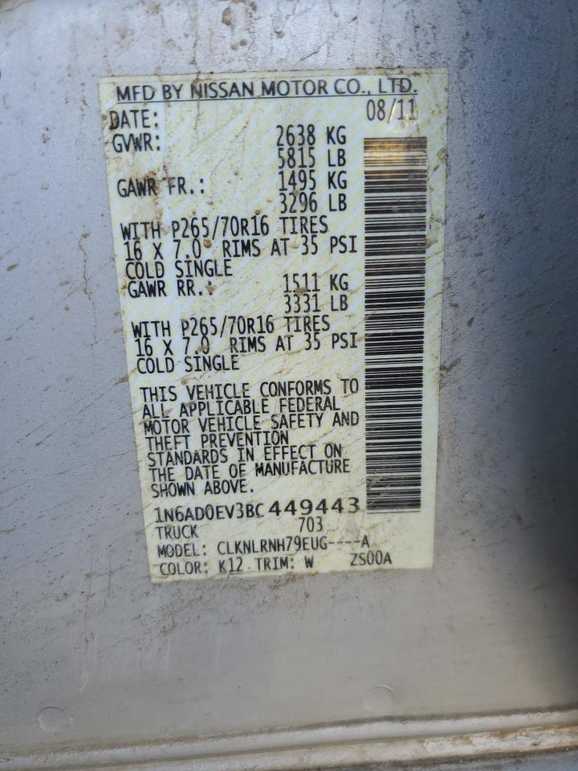 MFD BY NISSAN MOTOR CO., LTD.
DATE: 08/11
GVWR: 2638 KG
5815 LB
GAWR FR.: 1495 KG
3296 LB
WITH P265/70R16 TIRES
16 X 7.0 RIMS AT 35 PSI
COLD SINGLE
GAWR RR.: 1511 KG
3331 LB
WITH P265/70R16 TIRES
16 X 7.0 RIMS AT 35 PSI
COLD SINGLE
THIS VEHICLE CONFORMS TO
ALL APPLICABLE FEDERAL
MOTOR VEHICLE SAFETY AND
THEFT PREVENTION
STANDARDS IN EFFECT ON
THE DATE OF MANUFACTURE
SHOWN ABOVE.
1N6AD0EV3BC449443
TRUCK 703
MODEL: CLKNLRNH79EUG----A
COLOR: K12 TRIM: W ZS00A